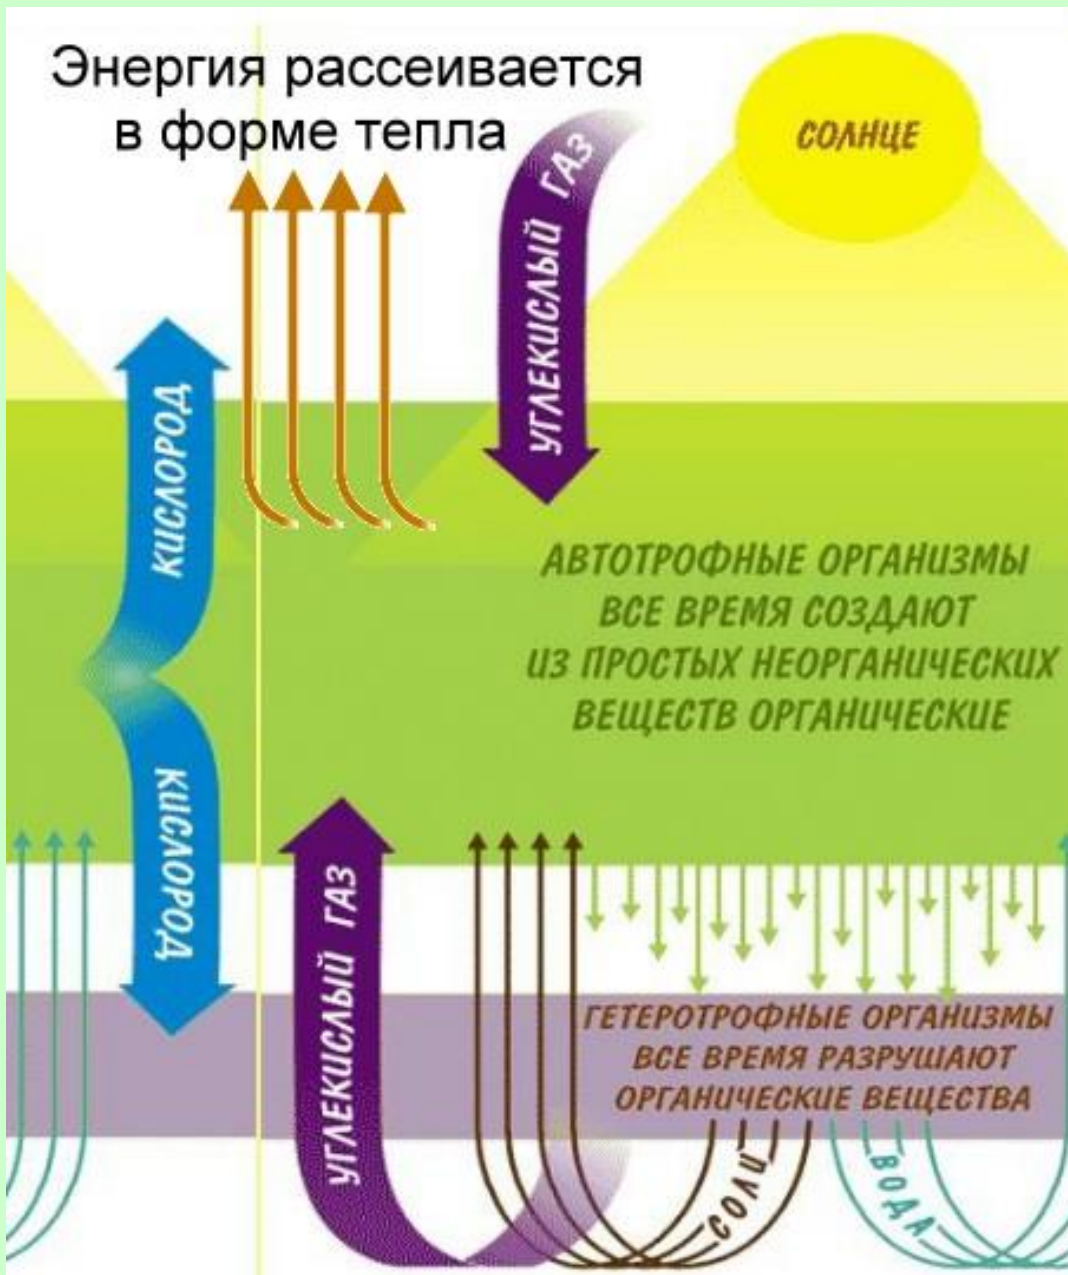 Энергия рассеивается
в форме тепла
СОЛНЦЕ
УГЛЕКИСЛЫЙ ГАЗ
КИСЛОРОД
АВТОТРОФНЫЕ ОРГАНИЗМЫ
ВСЕ ВРЕМЯ СОЗДАЮТ
ИЗ ПРОСТЫХ НЕОРГАНИЧЕСКИХ
ВЕЩЕСТВ ОРГАНИЧЕСКИЕ
КИСЛОРОД
УГЛЕКИСЛЫЙ ГАЗ
ГЕТЕРОТРОФНЫЕ ОРГАНИЗМЫ
ВСЕ ВРЕМЯ РАЗРУШАЮТ
ОРГАНИЧЕСКИЕ ВЕЩЕСТВА
СОЛИ
ВОДА